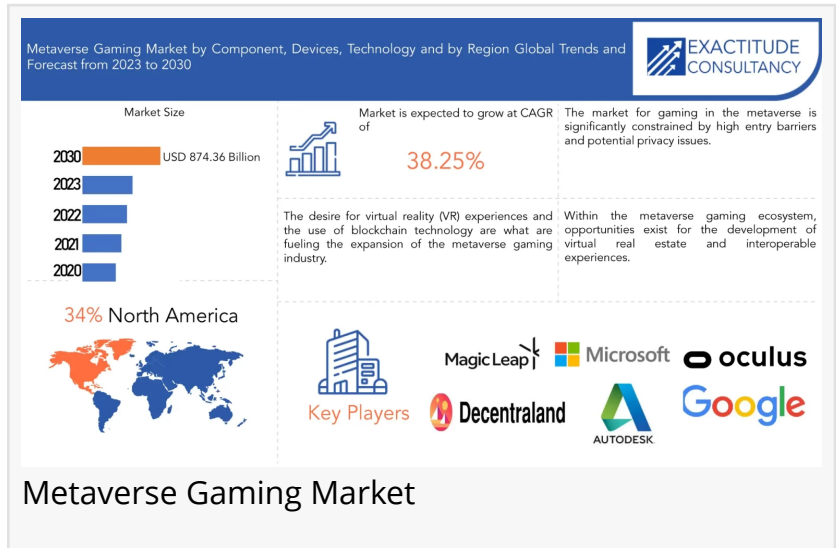 Metaverse Gaming Market by Component, Devices, Technology and by Region Global Trends and
Forecast from 2023 to 2030
EXACTITUDE
CONSULTANCY
Market Size
2030 USD 874.36 Billion
2023
2022
2021
2020
Market is expected to grow at CAGR
of
38.25%
The market for gaming in the metaverse is
significantly constrained by high entry barriers
and potential privacy issues.
The desire for virtual reality (VR) experiences and
the use of blockchain technology are what are
fueling the expansion of the metaverse gaming
industry.
Within the metaverse gaming ecosystem,
opportunities exist for the development of
virtual real estate and interoperable
experiences.
34% North America
Key Players
Magic Leap
Microsoft
oculus
Decentraland
AUTODESK
Google
Metaverse Gaming Market